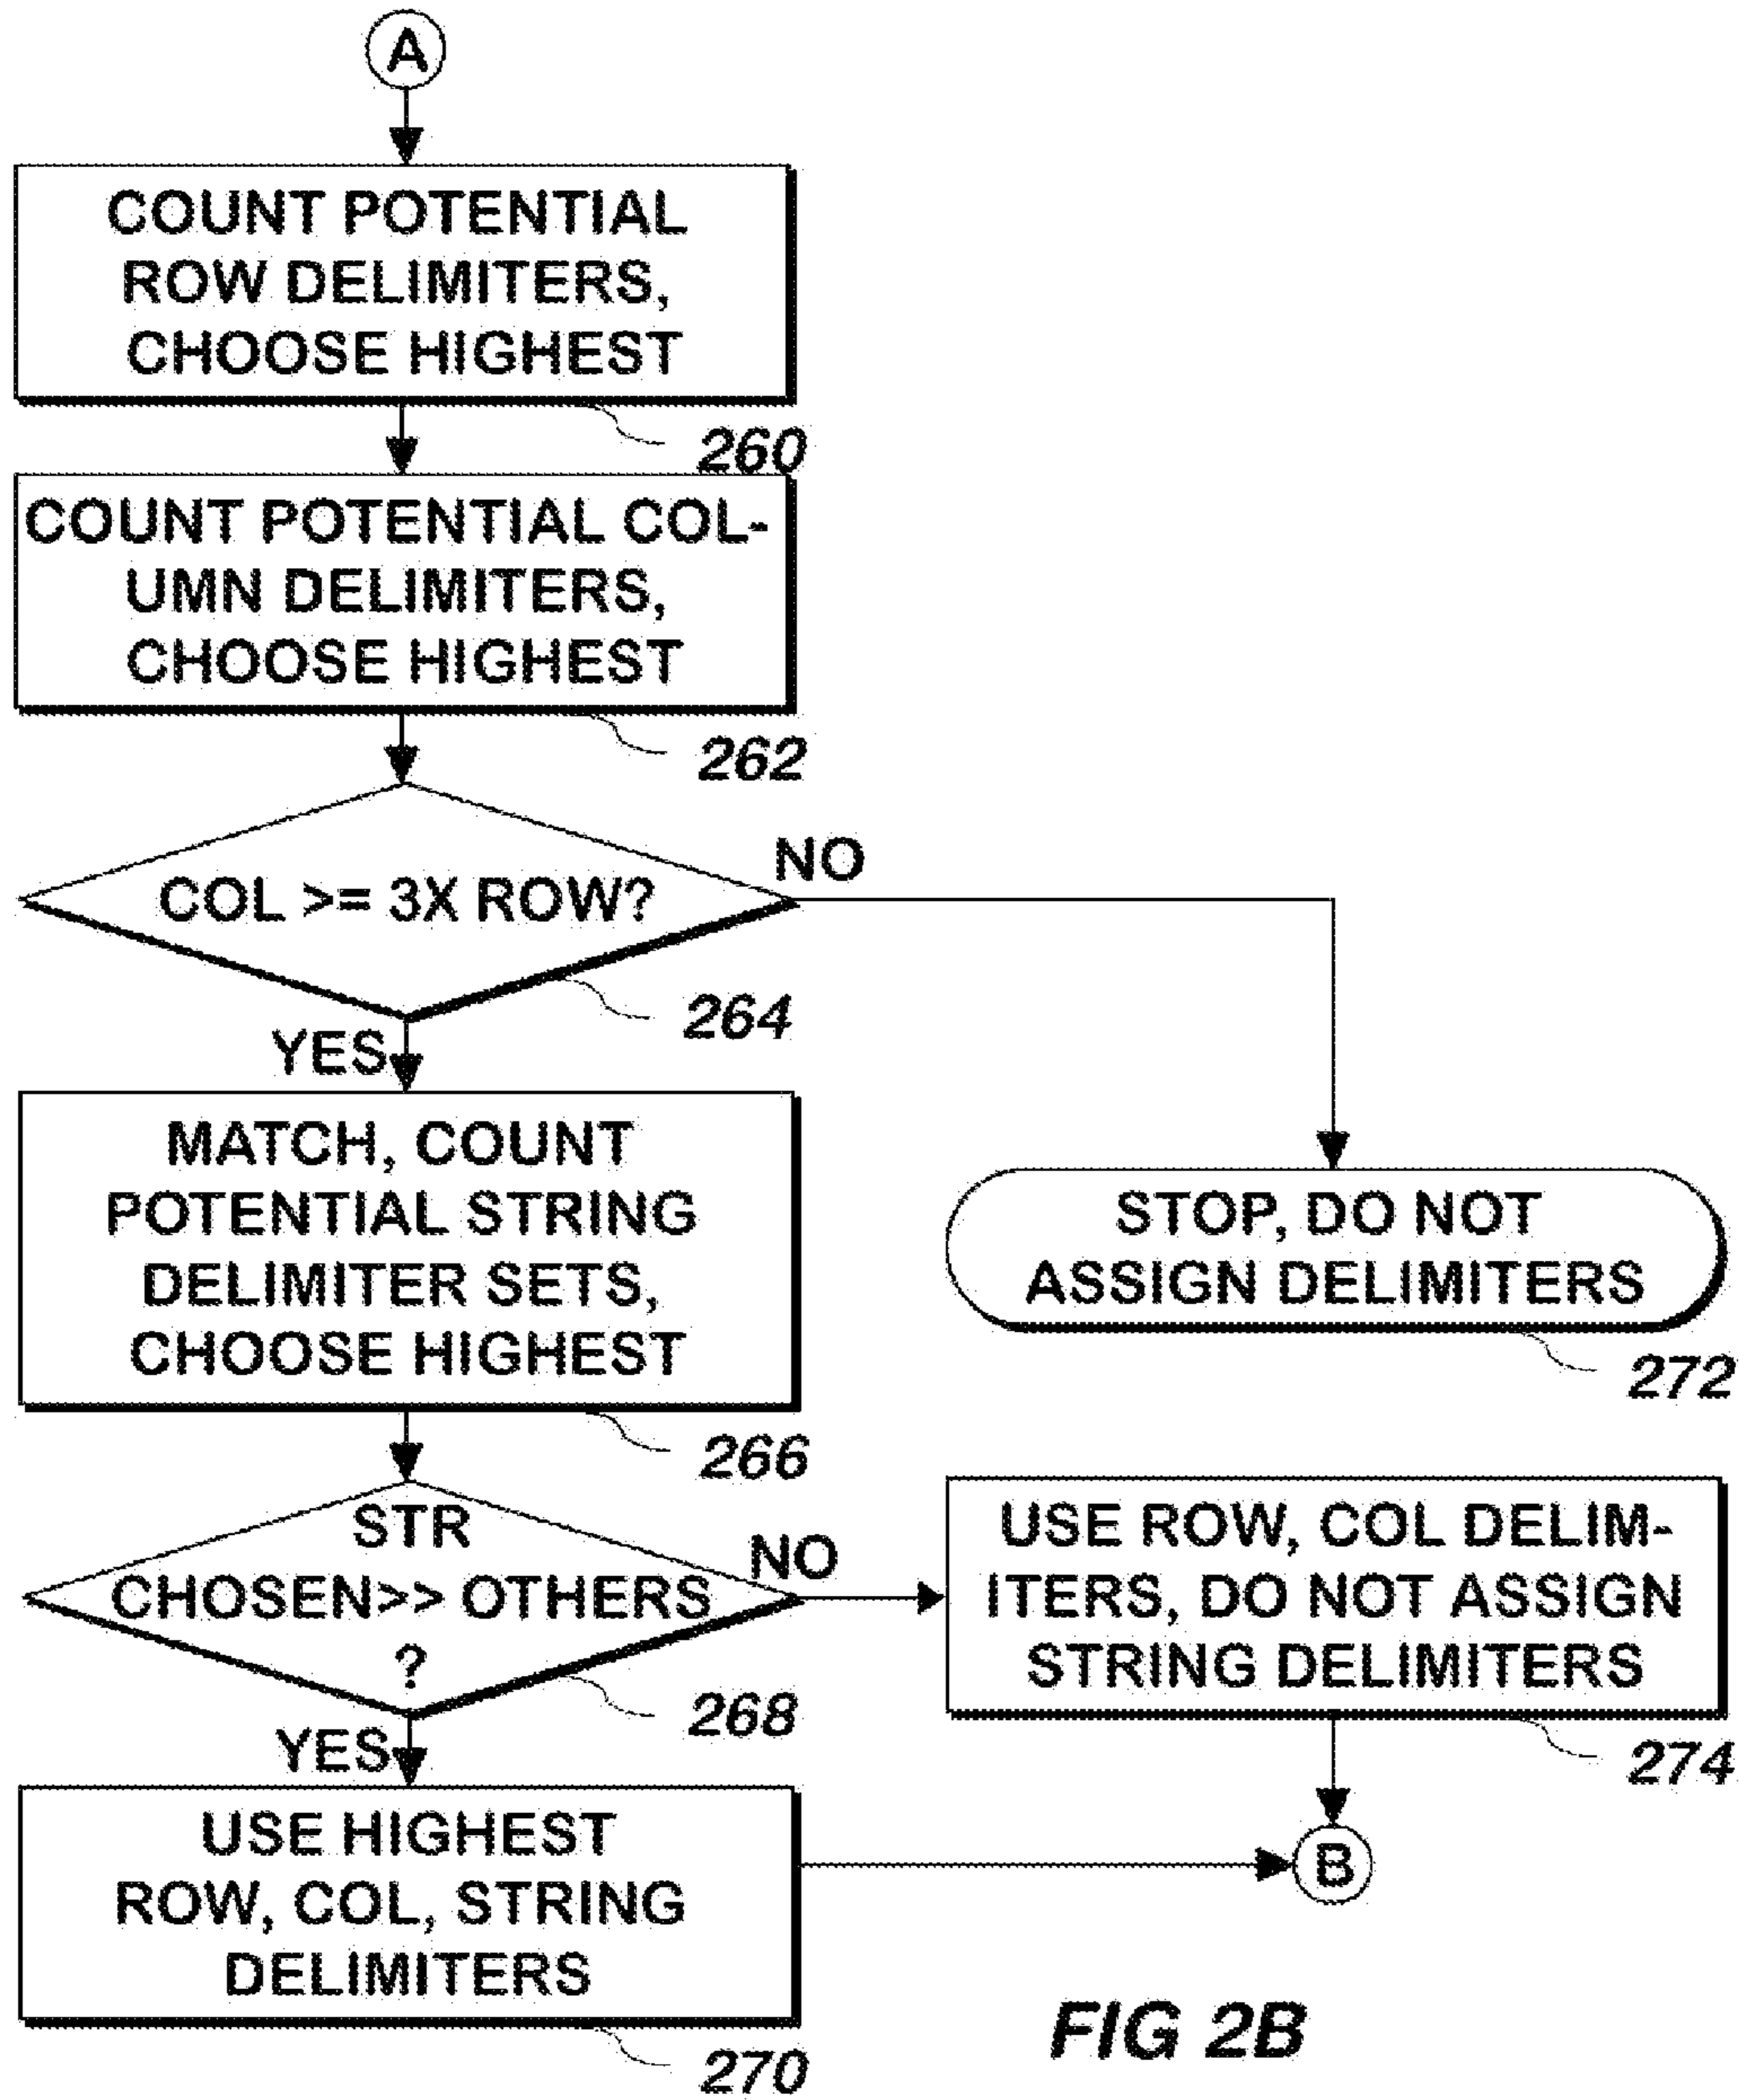 A
COUNT POTENTIAL
ROW DELIMITERS,
CHOOSE HIGHEST
260
COUNT POTENTIAL COL-
UMN DELIMITERS,
CHOOSE HIGHEST
262
COL >= 3X ROW?
NO
264
YES
MATCH, COUNT
POTENTIAL STRING
DELIMITER SETS,
CHOOSE HIGHEST
266
STOP, DO NOT
ASSIGN DELIMITERS
272
STR
CHOSEN>> OTHERS
?
NO
268
YES
USE ROW, COL DELIM-
ITERS, DO NOT ASSIGN
STRING DELIMITERS
274
USE HIGHEST
ROW, COL, STRING
DELIMITERS
270
B
FIG 2B